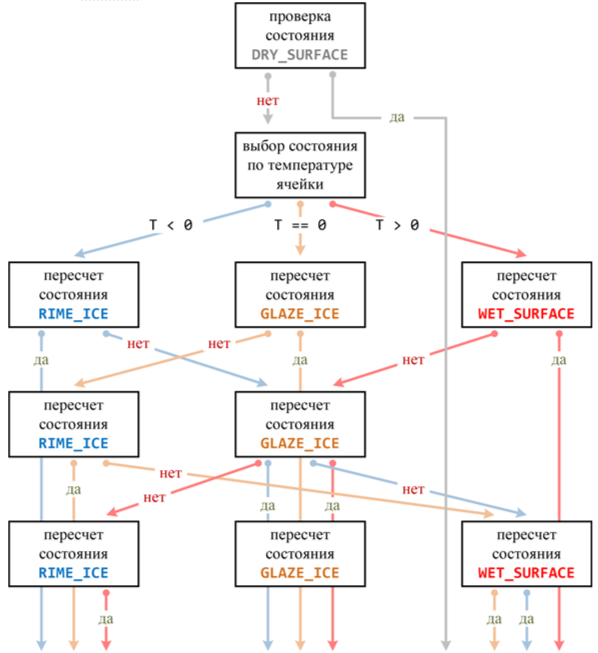 проверка
состояния
DRY_SURFACE
нет
да
выбор состояния
по температуре
ячейки
T < 0
T == 0
T > 0
пересчет
состояния
RIME_ICE
пересчет
состояния
GLAZE_ICE
пересчет
состояния
WET_SURFACE
да
нет
нет
да
нет
да
пересчет
состояния
RIME_ICE
пересчет
состояния
GLAZE_ICE
да
нет
нет
да
да
нет
пересчет
состояния
RIME_ICE
пересчет
состояния
GLAZE_ICE
пересчет
состояния
WET_SURFACE
да
да
да